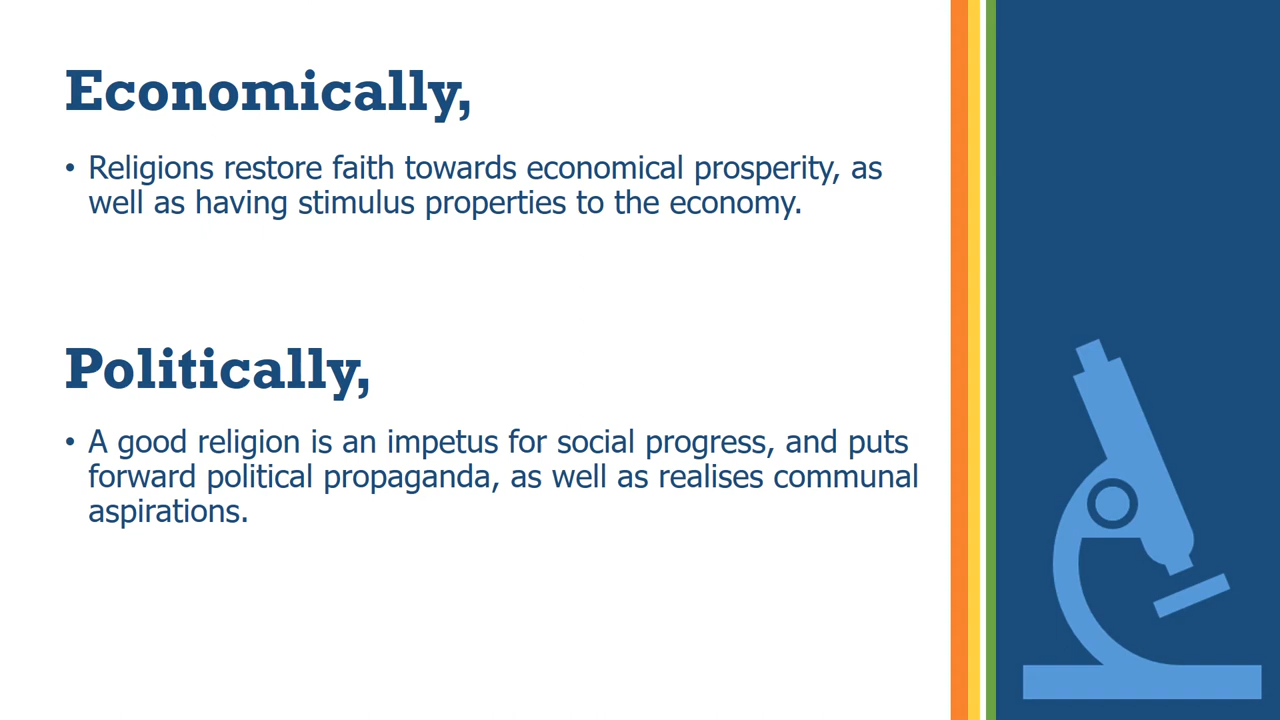 Economically,
• Religions restore faith towards economical prosperity, as
well as having stimulus properties to the economy.
Politically,
• A good religion is an impetus for social progress, and puts
forward political propaganda, as well as realises communal
aspirations.